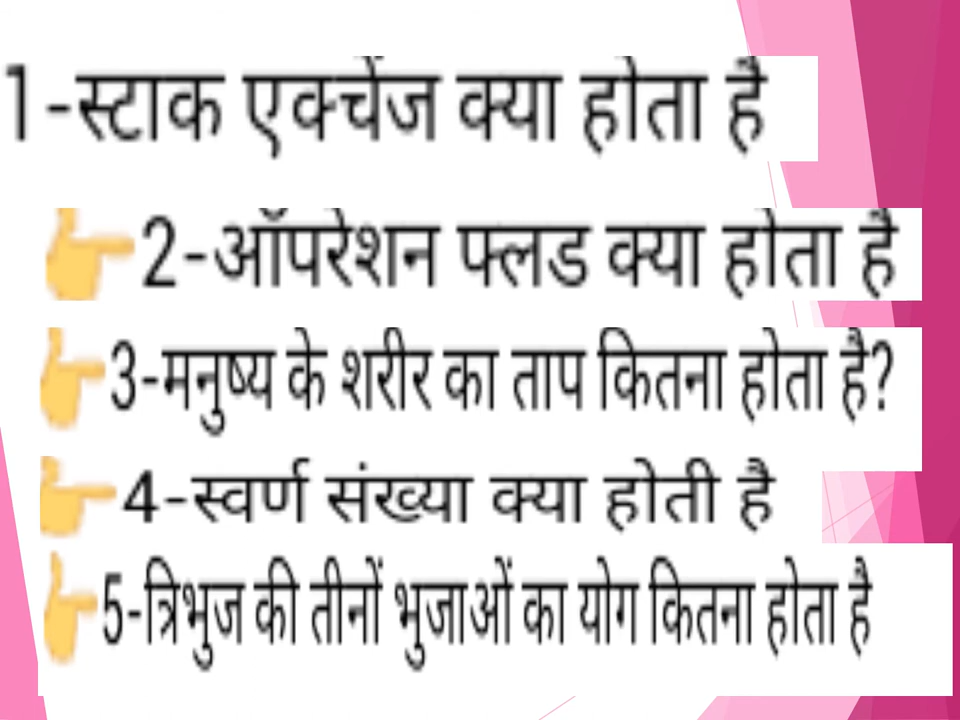 1-स्टाक एक्चेंज क्या होता है
2-ऑपरेशन फ्लड क्या होता है
3-मनुष्य के शरीर का ताप कितना होता है?
4-स्वर्ण संख्या क्या होती है
5-त्रिभुज की तीनों भुजाओं का योग कितना होता है